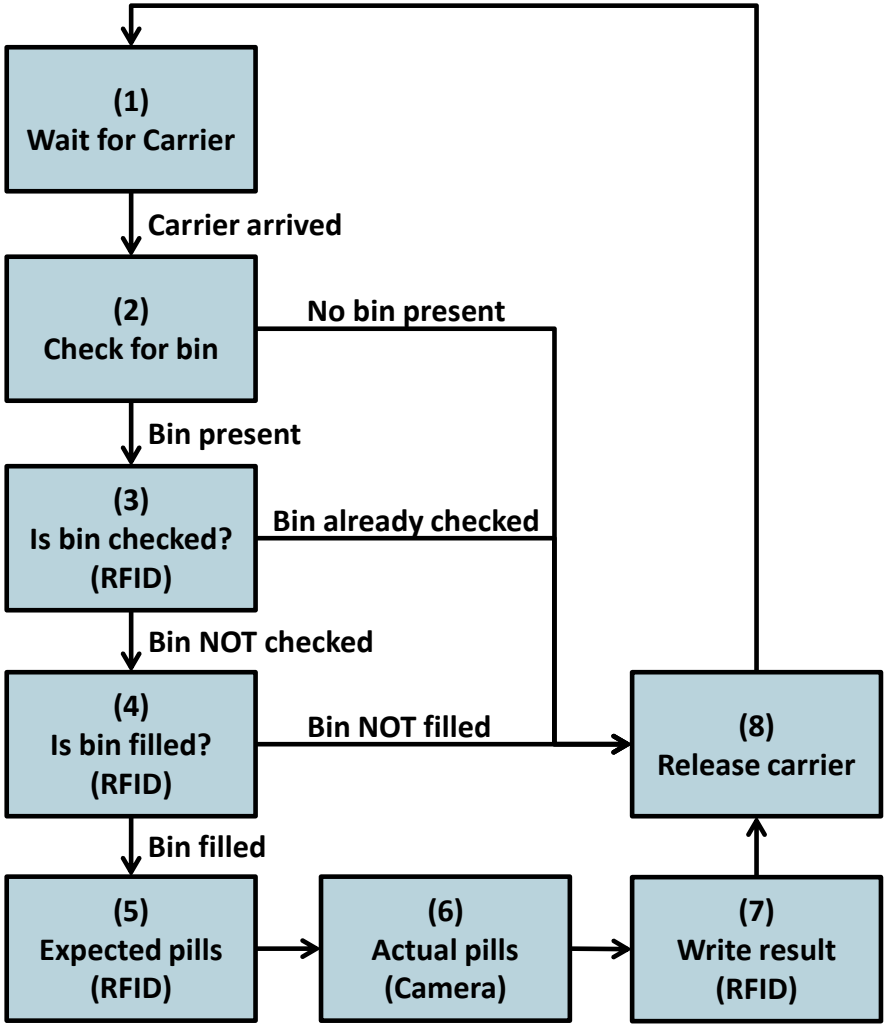 (1)
Wait for Carrier
Carrier arrived
(2)
Check for bin
No bin present
Bin present
(3)
Is bin checked?
(RFID)
Bin already checked
Bin NOT checked
(4)
Is bin filled?
(RFID)
Bin NOT filled
(8)
Release carrier
Bin filled
(5)
Expected pills
(RFID)
(6)
Actual pills
(Camera)
(7)
Write result
(RFID)